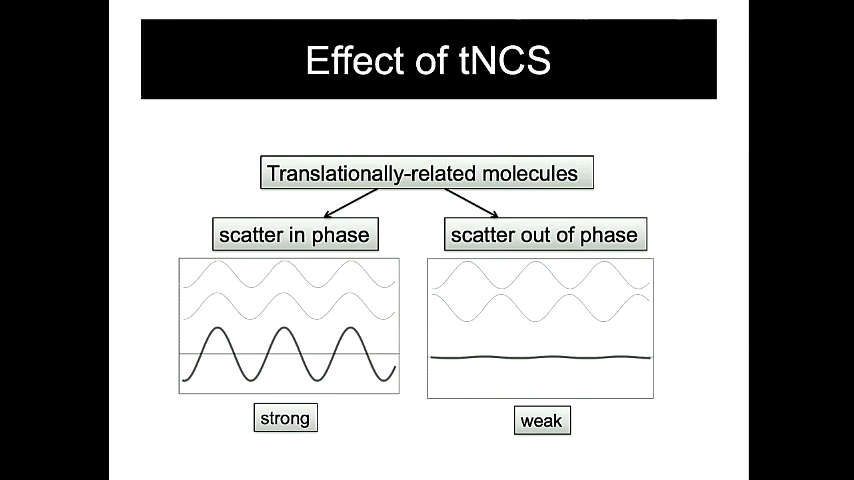 Effect of tNCS
Translationally-related molecules
scatter in phase
scatter out of phase
strong
weak